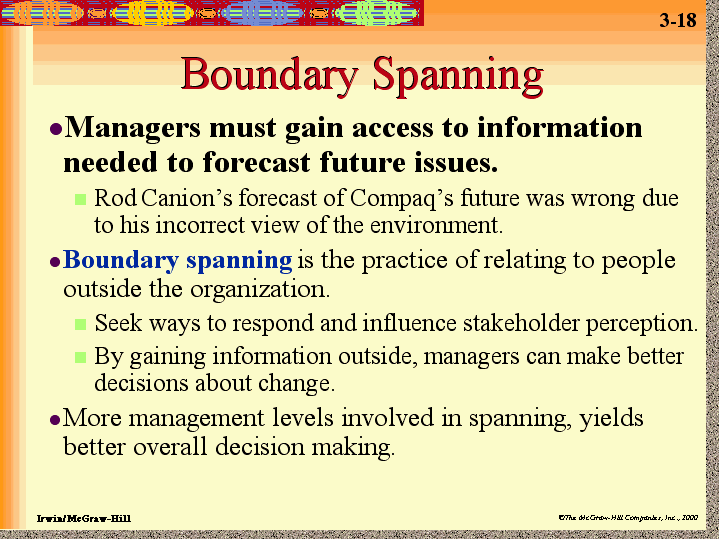 3-18
Boundary Spanning
●Managers must gain access to information
needed to forecast future issues.
■ Rod Canion's forecast of Compaq's future was wrong due
to his incorrect view of the environment.
●Boundary spanning is the practice of relating to people
outside the organization.
■ Seek ways to respond and influence stakeholder perception.
■ By gaining information outside, managers can make better
decisions about change.
●More management levels involved in spanning, yields
better overall decision making.
Irwin/McGraw-Hill
©The McGraw-Hill Companies, Inc., 2000